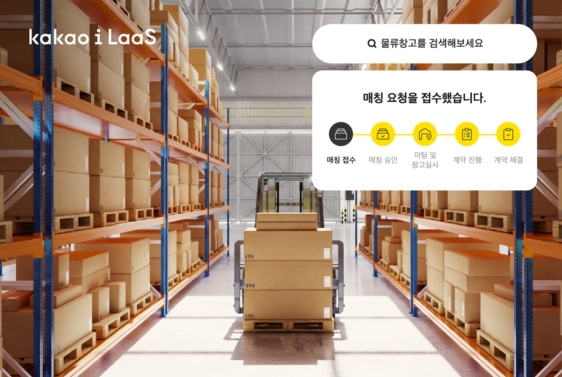 kakao i LaaS
물류창고를 검색해보세요
매칭 요청을 접수했습니다.
매칭 접수
매칭 승인
미팅 및
창고실사
계약 진행
계약 체결